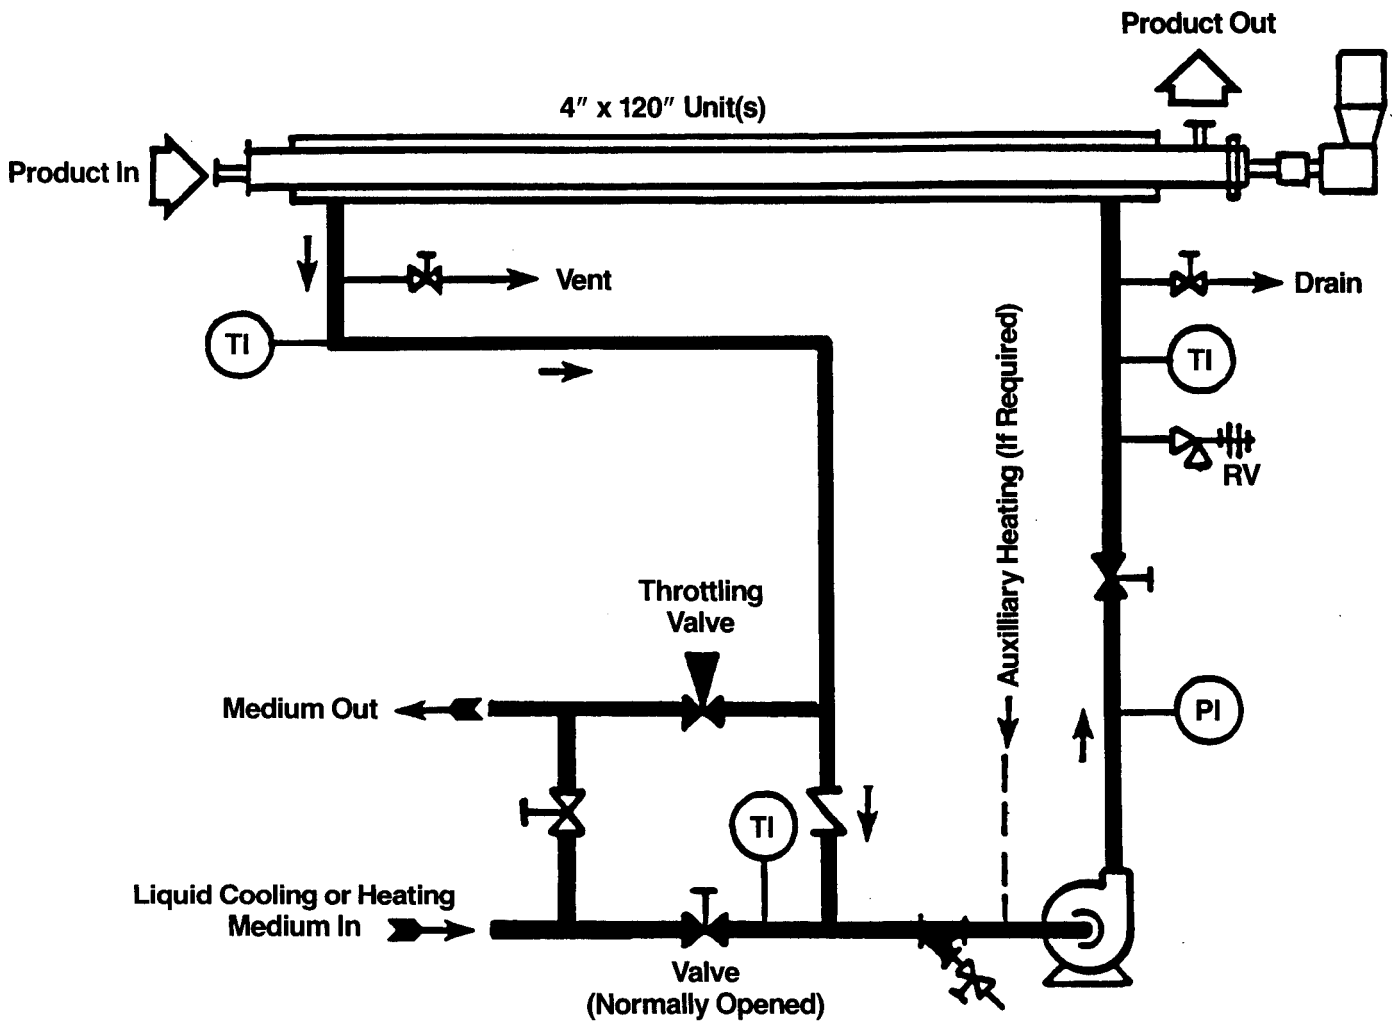 Product Out
4" x 120" Unit(s)
Product In
Vent
Drain
TI
TI
RV
Auxilliary Heating (If Required)
Throttling
Valve
Medium Out
PI
TI
Liquid Cooling or Heating
Medium In
Valve
(Normally Opened)